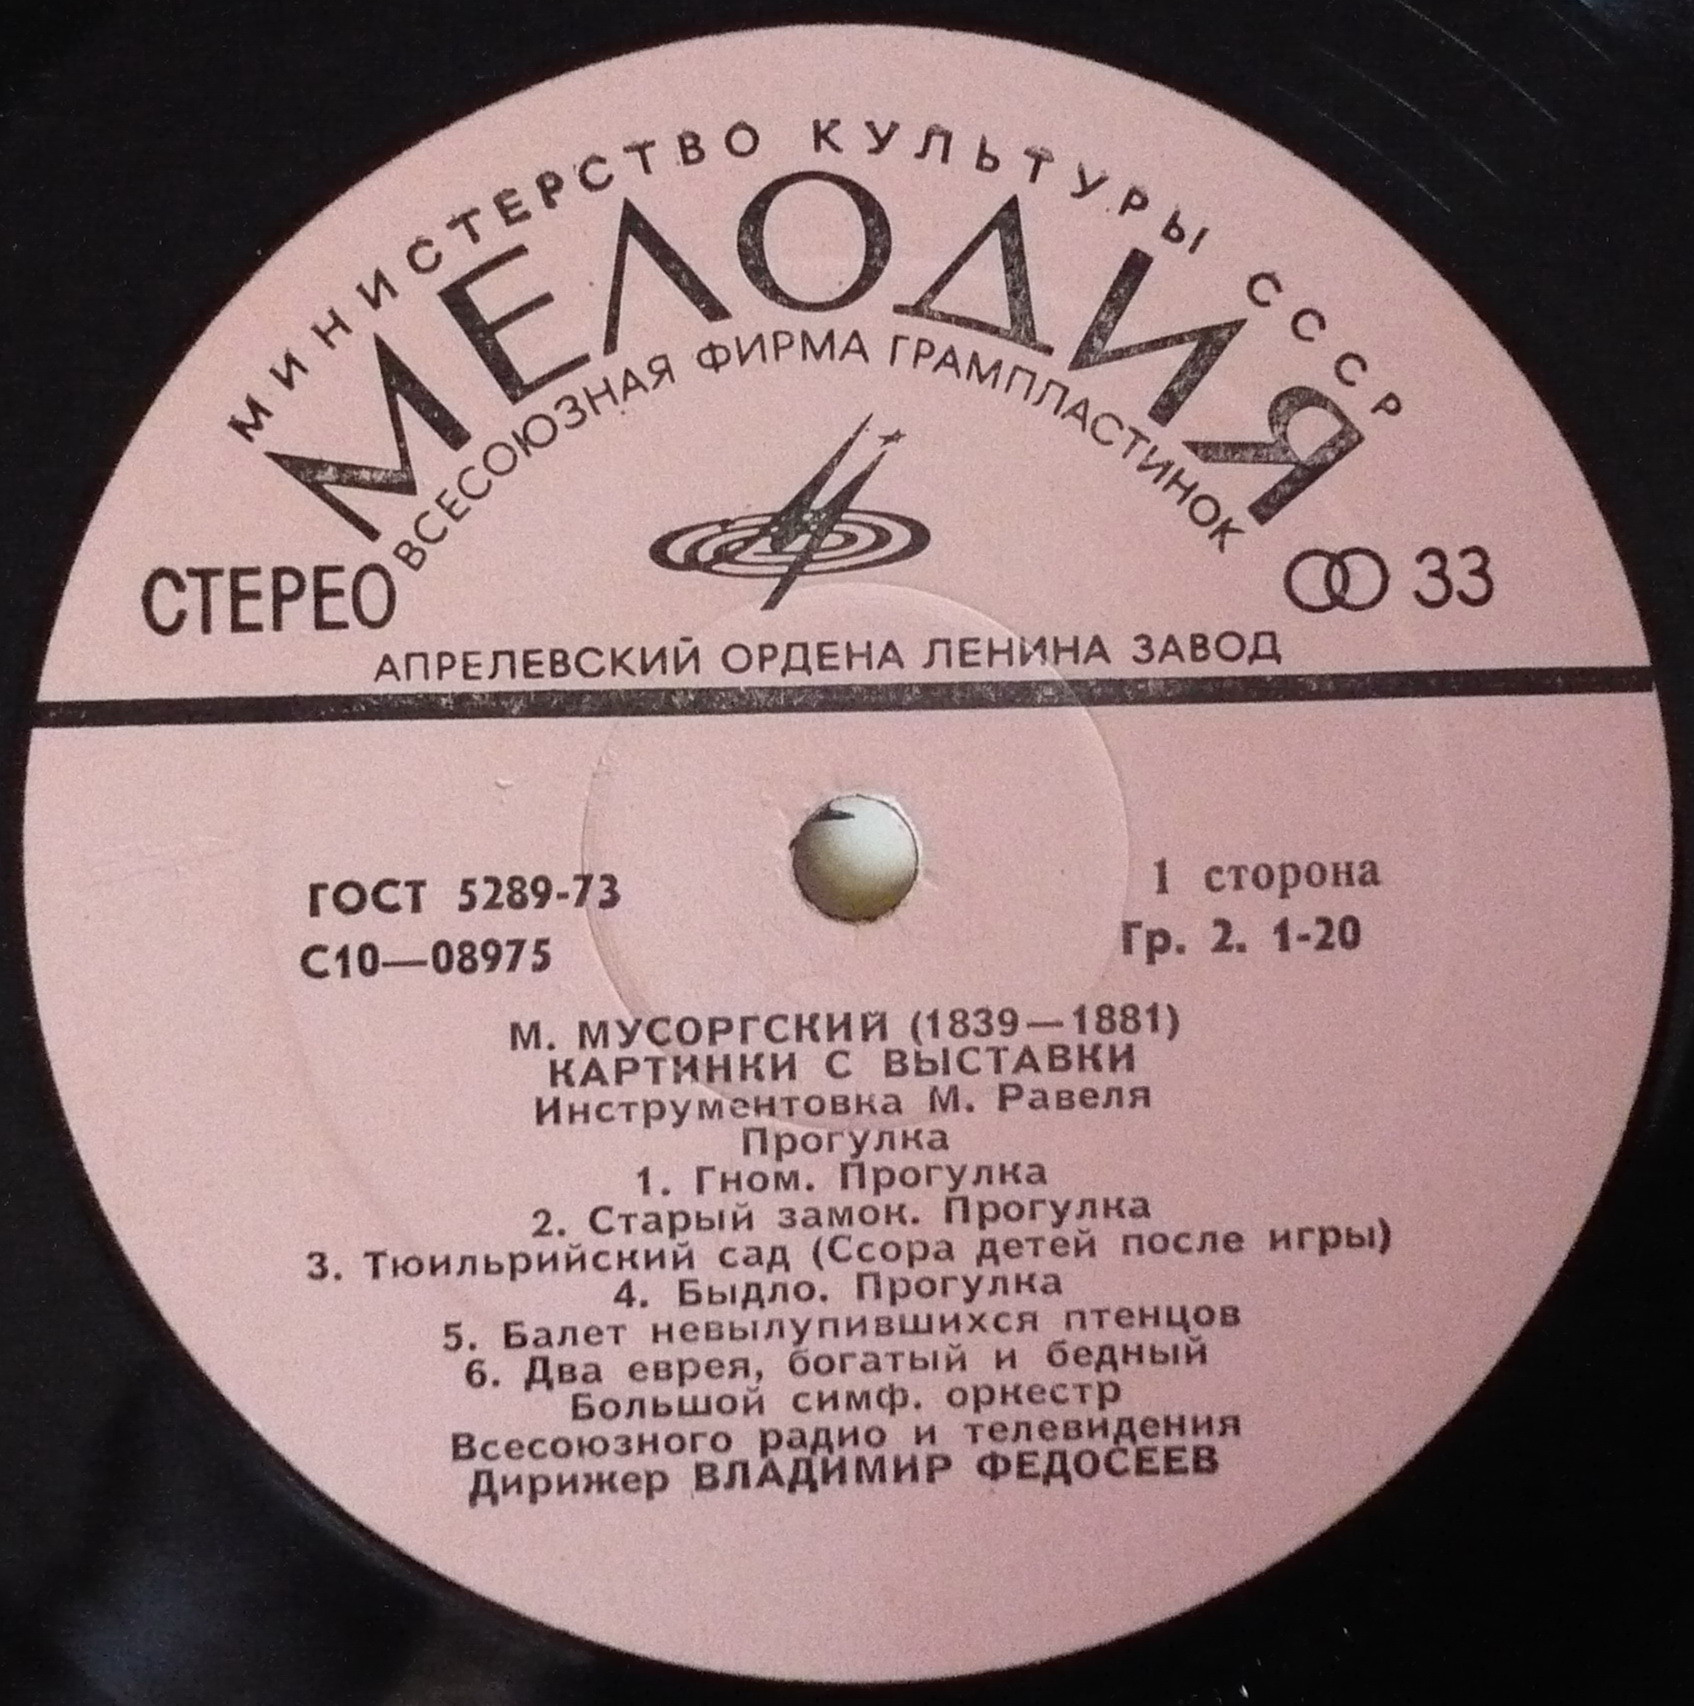 МИНИСТЕРСТВО КУЛЬТУРЫ СССР
МЕЛОДИЯ
ВСЕСОЮЗНАЯ ФИРМА ГРАМПЛАСТИНОК
СТЕРЕО
33
АПРЕЛЕВСКИЙ ОРДЕНА ЛЕНИНА ЗАВОД
ГОСТ 5289-73
1 сторона
С10—08975
Гр. 2. 1-20
М. МУСОРГСКИЙ (1839—1881)
КАРТИНКИ С ВЫСТАВКИ
Инструментовка М. Равеля
Прогулка
1. Гном. Прогулка
2. Старый замок. Прогулка
3. Тюильрийский сад (Ссора детей после игры)
4. Быдло. Прогулка
5. Балет невылупившихся птенцов
6. Два еврея, богатый и бедный
Большой симф. оркестр
Всесоюзного радио и телевидения
Дирижер ВЛАДИМИР ФЕДОСЕЕВ